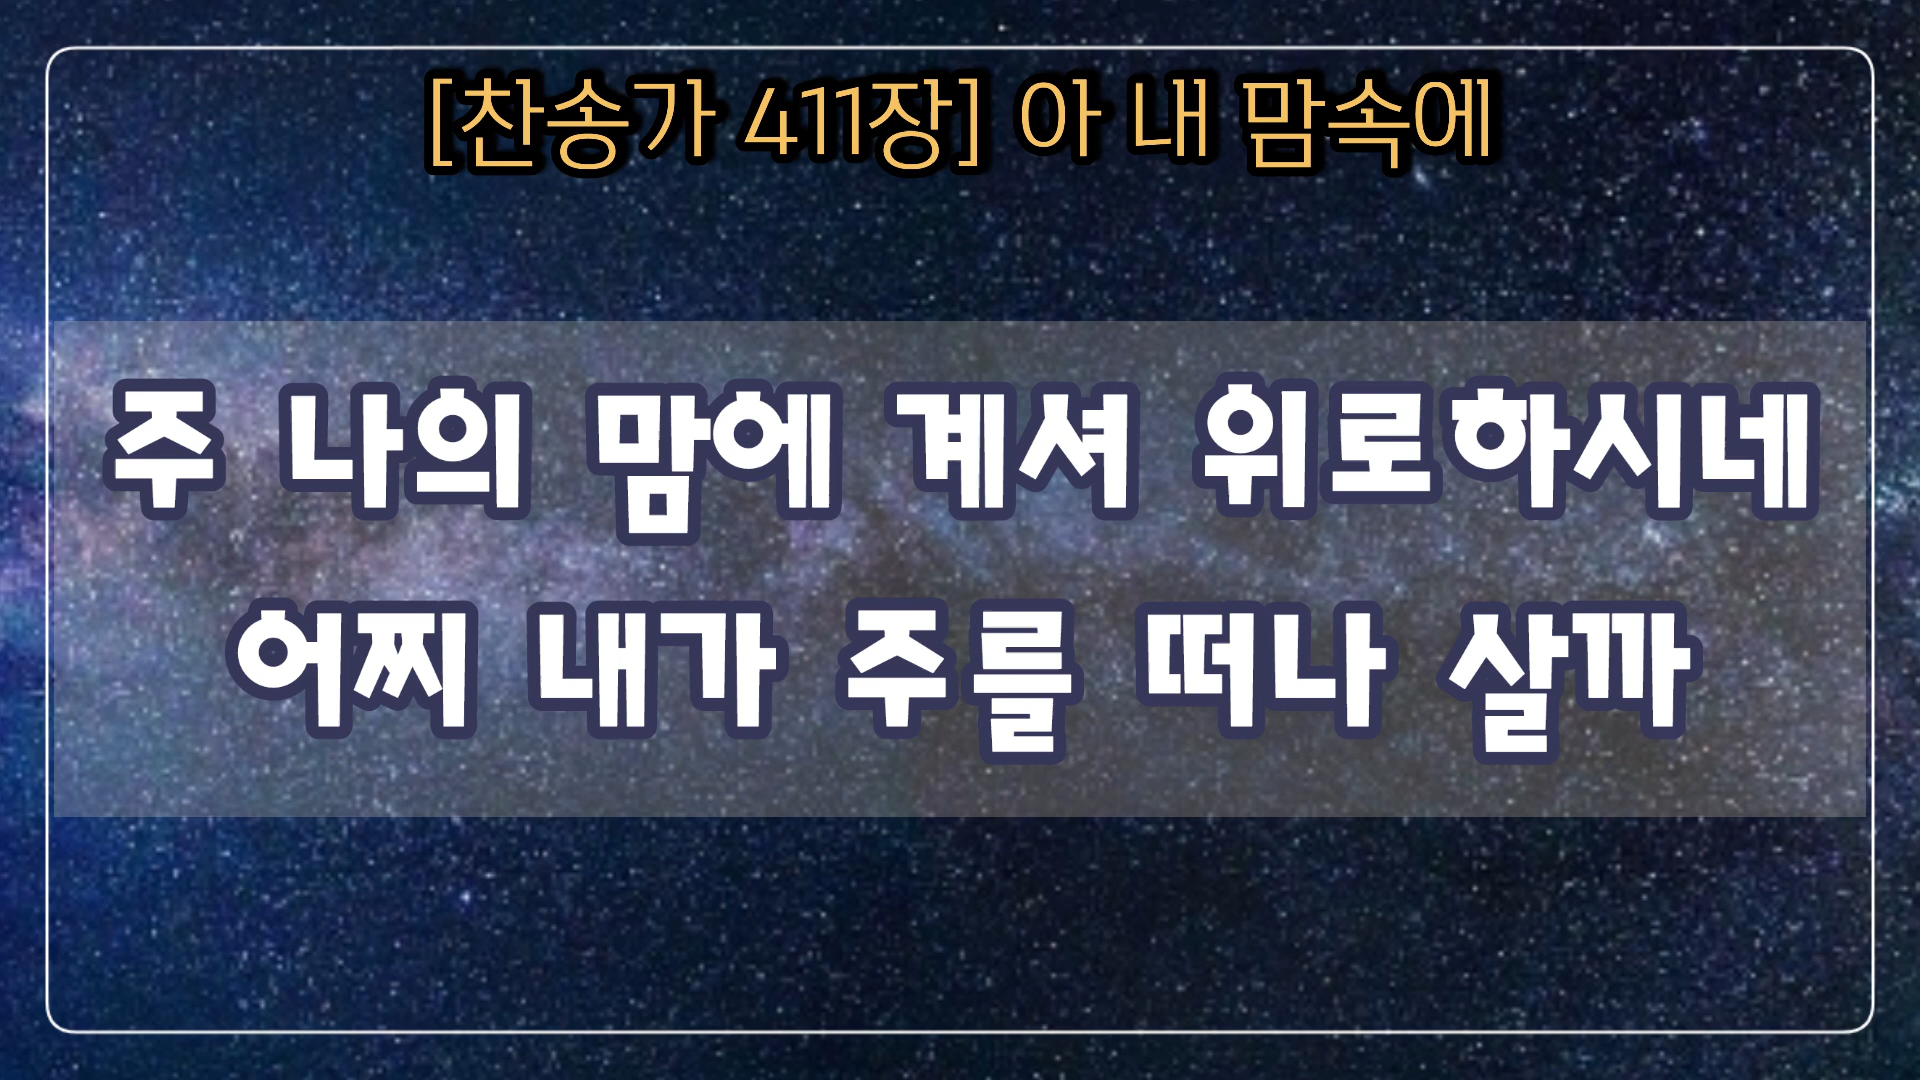 [찬송가 411장] 아 내 맘속에
주 나의 맘에 계셔 위로하시네
어찌 내가 주를 떠나 살까